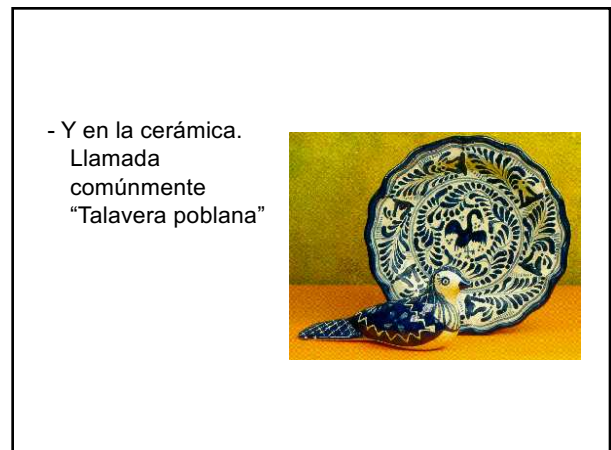 - Y en la cerámica.
Llamada
comúnmente
“Talavera poblana”